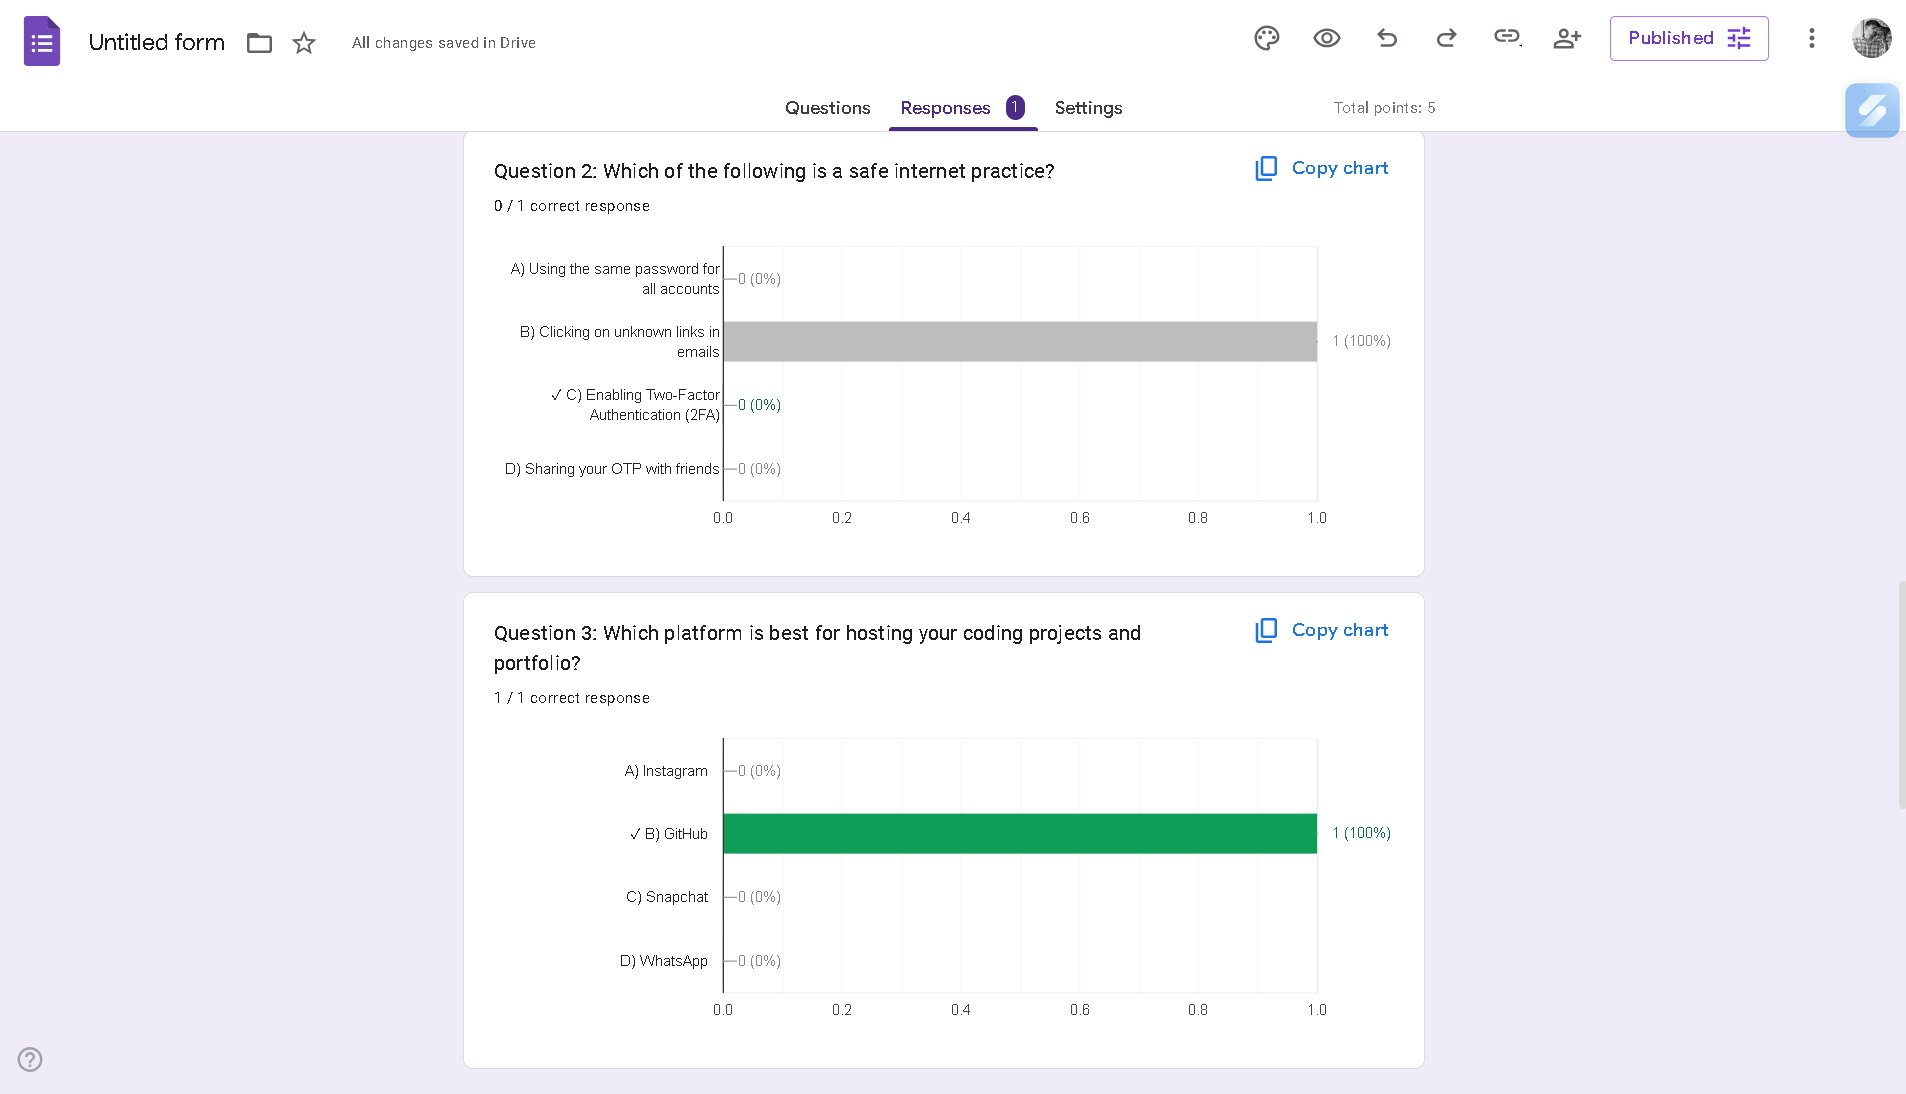 Untitled form
All changes saved in Drive
Published
Questions
Responses 1
Settings
Total points: 5
Question 2: Which of the following is a safe internet practice?
Copy chart
0 / 1 correct response
A) Using the same password for
all accounts
0 (0%)
B) Clicking on unknown links in
emails
1 (100%)
✓ C) Enabling Two-Factor
Authentication (2FA)
0 (0%)
D) Sharing your OTP with friends
0 (0%)
0.0 0.2 0.4 0.6 0.8 1.0
Question 3: Which platform is best for hosting your coding projects and
portfolio?
Copy chart
1 / 1 correct response
A) Instagram
0 (0%)
✓ B) GitHub
1 (100%)
C) Snapchat
0 (0%)
D) WhatsApp
0 (0%)
0.0 0.2 0.4 0.6 0.8 1.0